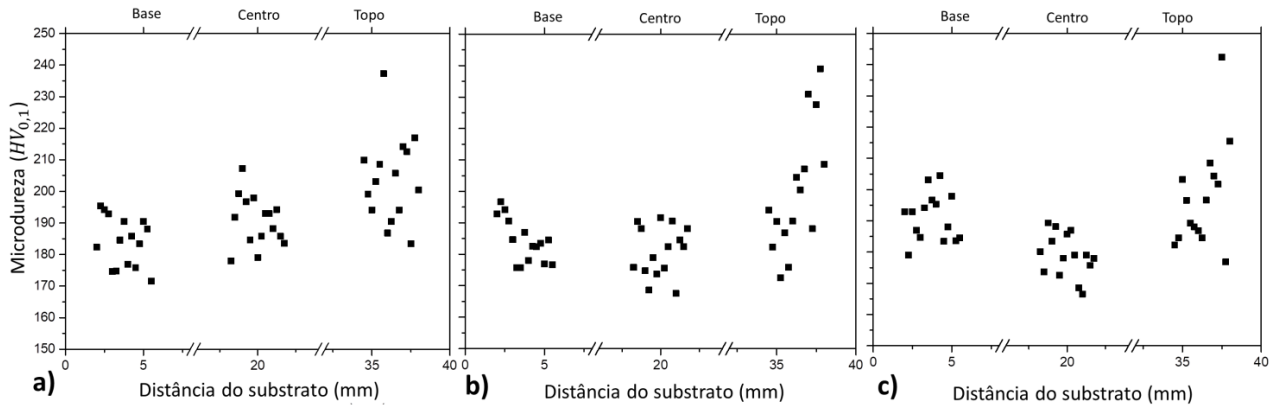 Base Centro Topo
Base Centro Topo
Base Centro Topo
250
240
230
220
210
200
190
180
170
160
150
Microdureza (HV0,1)
0 5 20 35 40
0 5 20 35 40
0 5 20 35 40
a) Distância do substrato (mm)
b) Distância do substrato (mm)
c) Distância do substrato (mm)